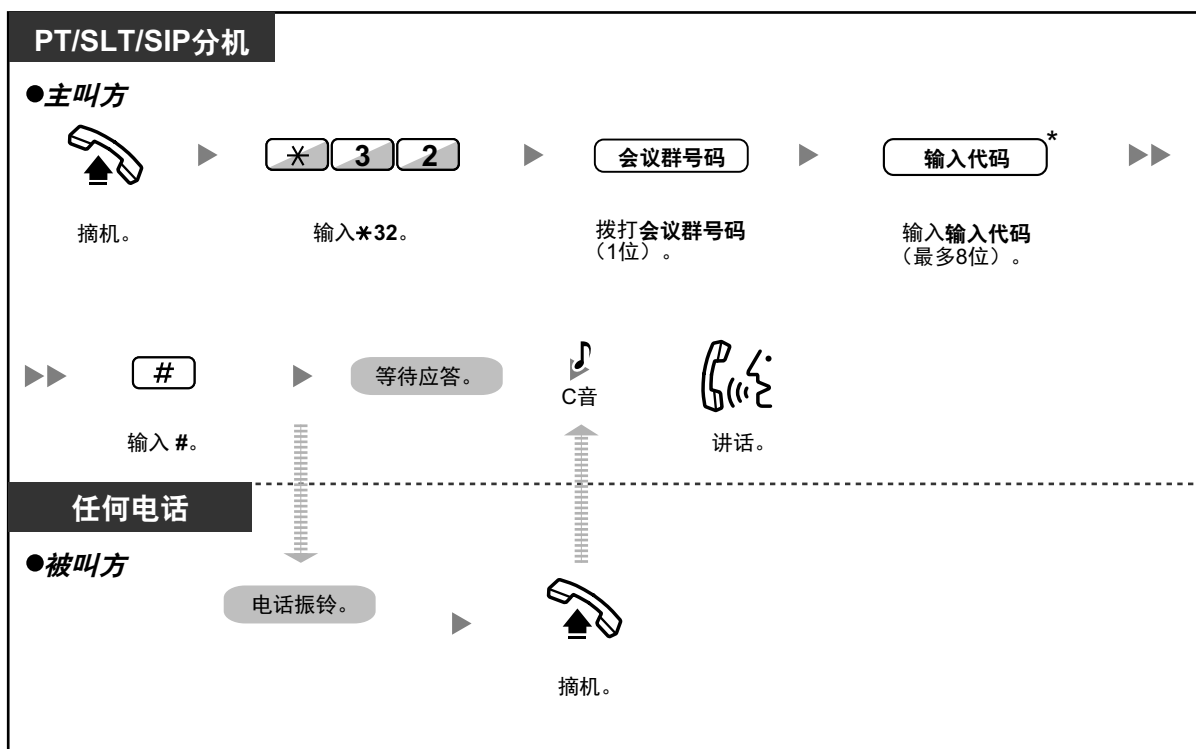 PT/SLT/SIP分机
●主叫方
✳ 3 2
会议群号码
输入代码*
摘机。
输入✳32。
拨打会议群号码
（1位）。
输入输入代码
（最多8位）。
#
等待应答。
C音
输入 #。
讲话。
任何电话
●被叫方
电话振铃。
摘机。